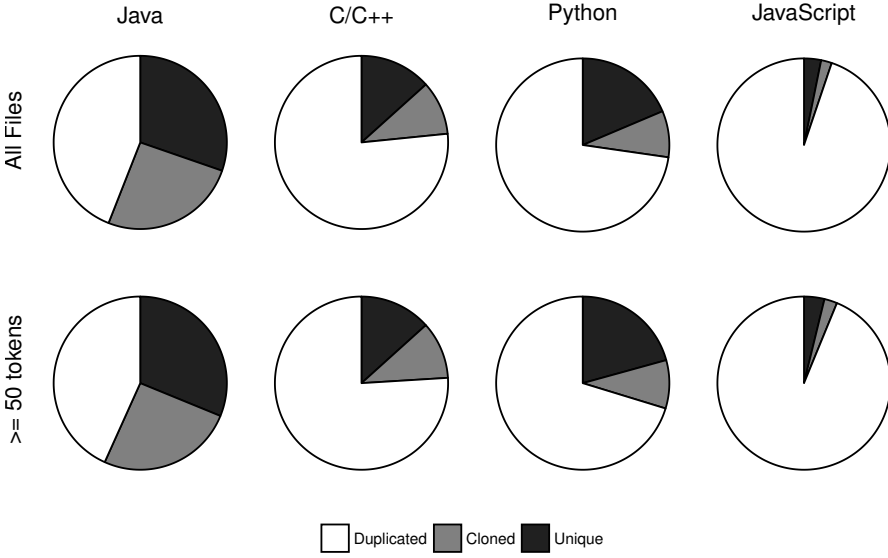 Java C/C++ Python JavaScript
All Files
>= 50 tokens
Duplicated Cloned Unique